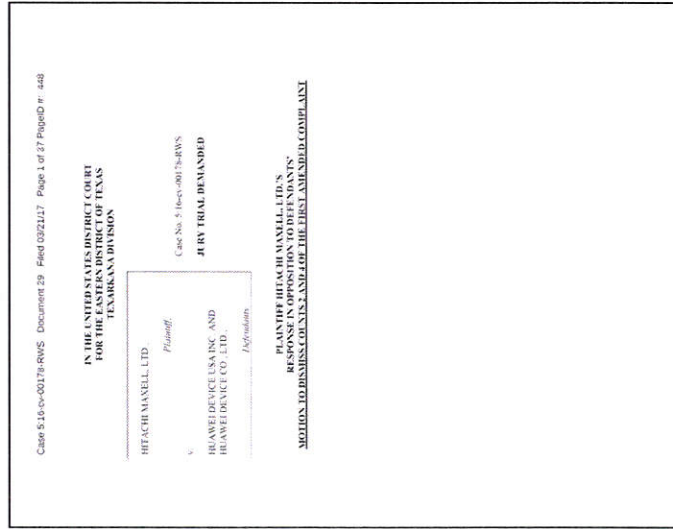 Case 5:16-cv-00178-RWS Document 29 Filed 03/21/17 Page 1 of 37 PageID #: 448
IN THE UNITED STATES DISTRICT COURT
FOR THE EASTERN DISTRICT OF TEXAS
TEXARKANA DIVISION
HITACHI MAXELL, LTD.,
Plaintiff,
v.
HUAWEI DEVICE USA INC. AND
HUAWEI DEVICE CO., LTD.,
Defendants.
Case No. 5:16-cv-00178-RWS
JURY TRIAL DEMANDED
PLAINTIFF HITACHI MAXELL, LTD.'S
RESPONSE IN OPPOSITION TO DEFENDANTS'
MOTION TO DISMISS COUNTS 2 AND 4 OF THE FIRST AMENDED COMPLAINT